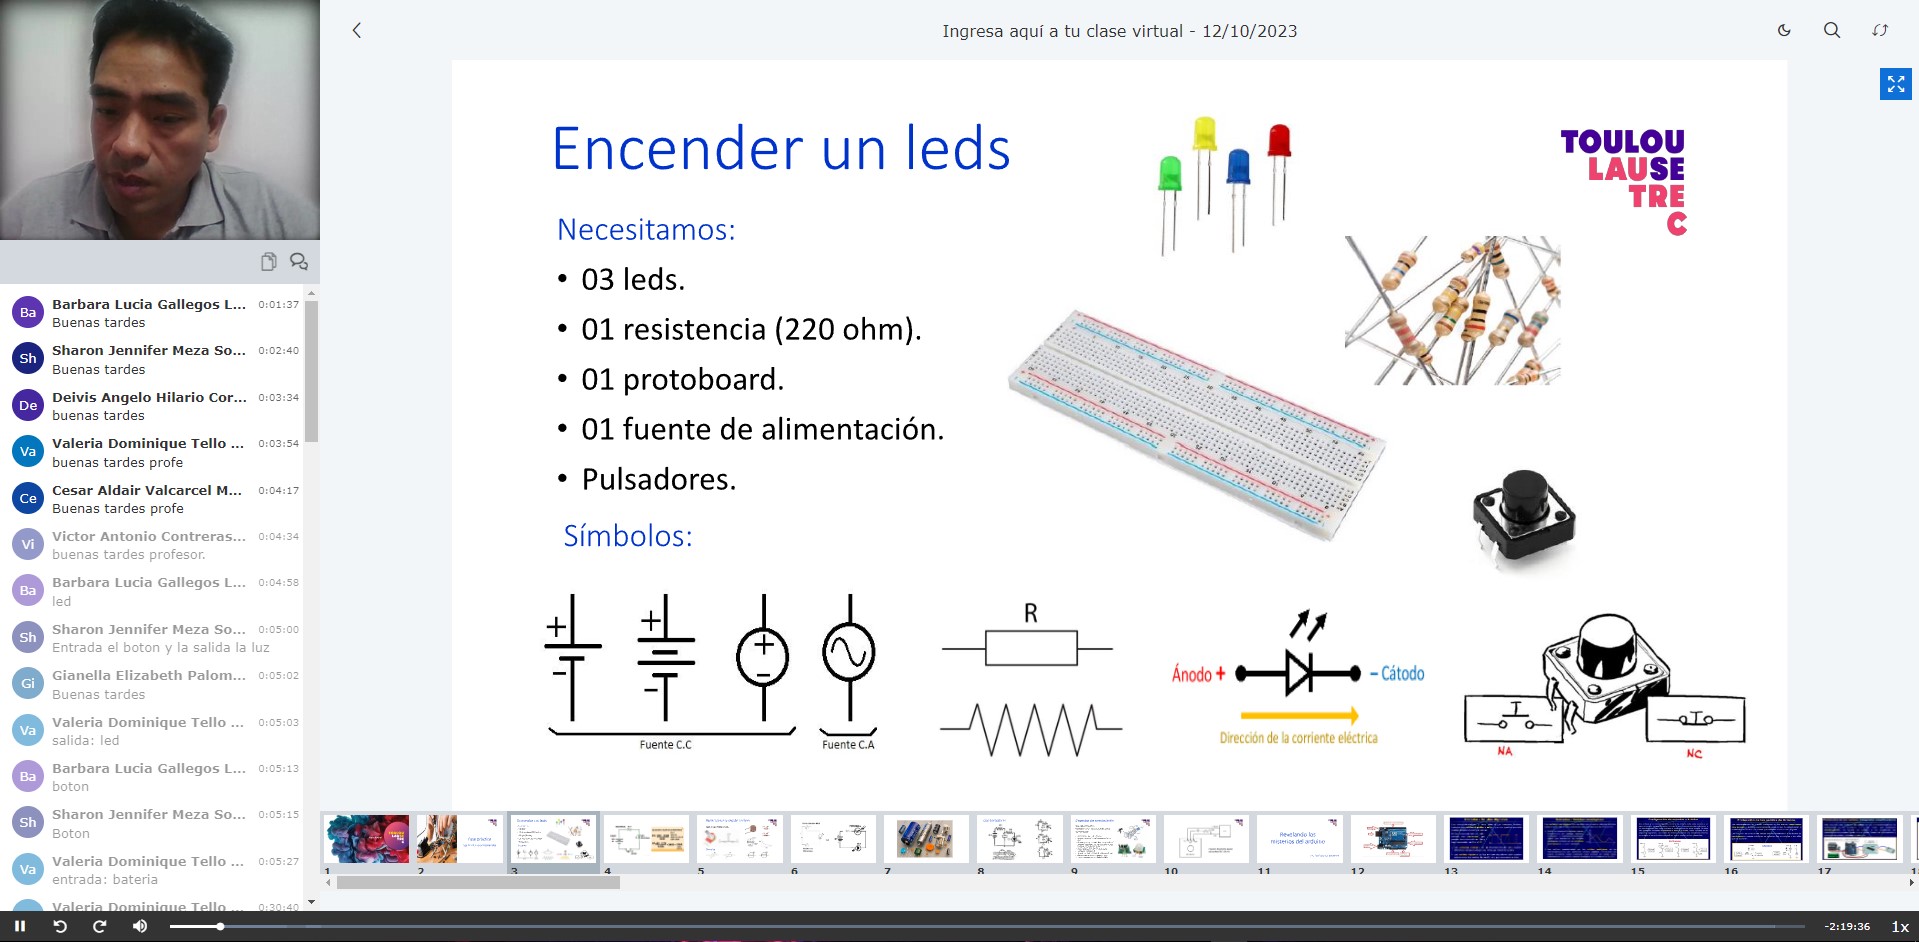 Ingresa aquí a tu clase virtual - 12/10/2023
Ba
Barbara Lucia Gallegos L... 0:01:37
Buenas tardes
Sh
Sharon Jennifer Meza So... 0:02:40
Buenas tardes
De
Deivis Angelo Hilario Cor... 0:03:34
buenas tardes
Va
Valeria Dominique Tello ... 0:03:54
buenas tardes profe
Ce
Cesar Aldair Valcarcel M... 0:04:17
Buenas tardes profe
Vi
Victor Antonio Contreras... 0:04:34
buenas tardes profesor.
Ba
Barbara Lucia Gallegos L... 0:04:58
led
Sh
Sharon Jennifer Meza So... 0:05:00
Entrada el boton y la salida la luz
Gi
Gianella Elizabeth Palom... 0:05:02
Buenas tardes
Va
Valeria Dominique Tello ... 0:05:03
salida: led
Ba
Barbara Lucia Gallegos L... 0:05:13
boton
Sh
Sharon Jennifer Meza So... 0:05:15
Boton
Va
Valeria Dominique Tello ... 0:05:27
entrada: bateria
Valeria Dominique Tello ... 0:30:40
Encender un leds
TOULOU
LAUSE
TRE
C
Necesitamos:
• 03 leds.
• 01 resistencia (220 ohm).
• 01 protoboard.
• 01 fuente de alimentación.
• Pulsadores.
Símbolos:
+ −
+ −
+ −
Fuente C.C
Fuente C.A
R
Ánodo +
− Cátodo
Dirección de la corriente eléctrica
NA
NC
Revelando los
misterios del arduino
1 2 3 4 5 6 7 8 9 10 11 12 13 14 15 16 17
-2:19:36 1x